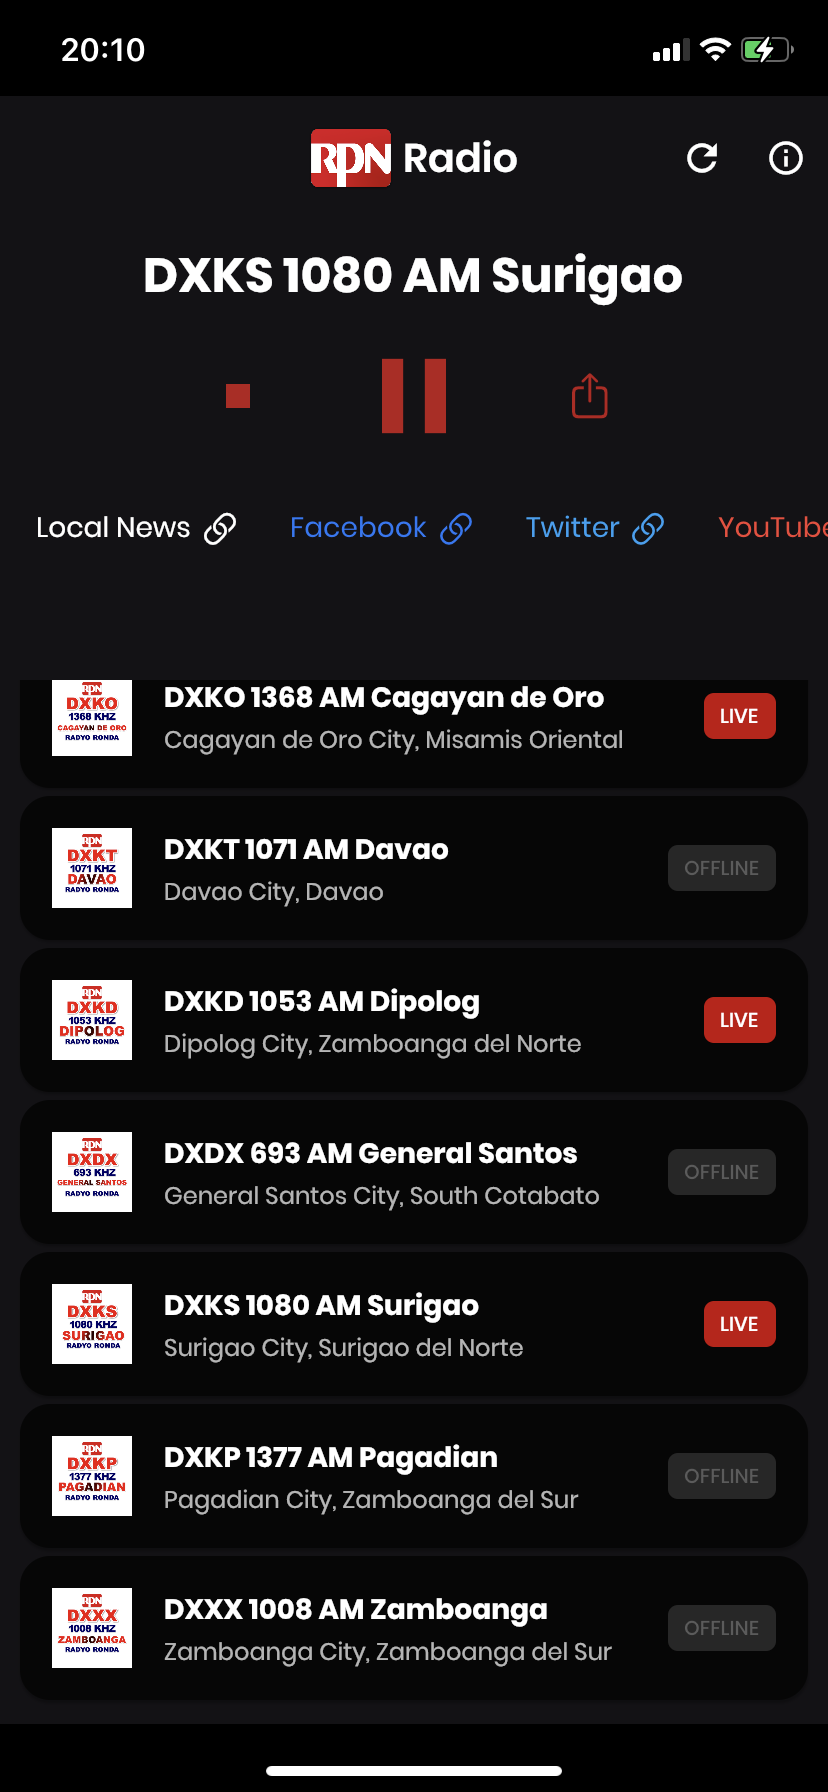 20:10
RPN Radio
DXKS 1080 AM Surigao
Local News
Facebook
Twitter
YouTube
RPN
DXKO
1368 KHZ
CAGAYAN DE ORO
RADYO RONDA
DXKO 1368 AM Cagayan de Oro
Cagayan de Oro City, Misamis Oriental
LIVE
RPN
DXKT
1071 KHZ
DAVAO
RADYO RONDA
DXKT 1071 AM Davao
Davao City, Davao
OFFLINE
RPN
DXKD
1053 KHZ
DIPOLOG
RADYO RONDA
DXKD 1053 AM Dipolog
Dipolog City, Zamboanga del Norte
LIVE
RPN
DXDX
693 KHZ
GENERAL SANTOS
RADYO RONDA
DXDX 693 AM General Santos
General Santos City, South Cotabato
OFFLINE
RPN
DXKS
1080 KHZ
SURIGAO
RADYO RONDA
DXKS 1080 AM Surigao
Surigao City, Surigao del Norte
LIVE
RPN
DXKP
1377 KHZ
PAGADIAN
RADYO RONDA
DXKP 1377 AM Pagadian
Pagadian City, Zamboanga del Sur
OFFLINE
RPN
DXXX
1008 KHZ
ZAMBOANGA
RADYO RONDA
DXXX 1008 AM Zamboanga
Zamboanga City, Zamboanga del Sur
OFFLINE